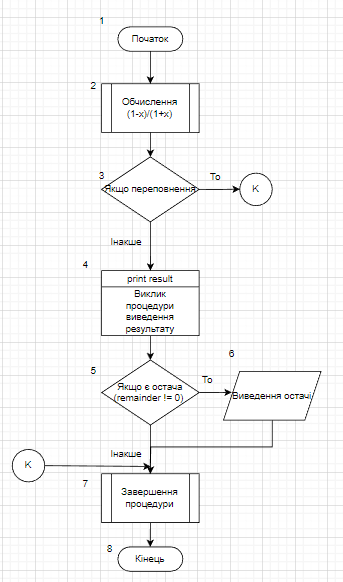 1
Початок
2
Обчислення
(1-x)/(1+x)
3
Якщо переповнення
То
K
Інакше
4
print result
Виклик
процедури
виведення
результату
5
Якщо є остача
(remainder != 0)
То
6
Виведення остачі
Інакше
K
7
Завершення
процедури
8
Кінець